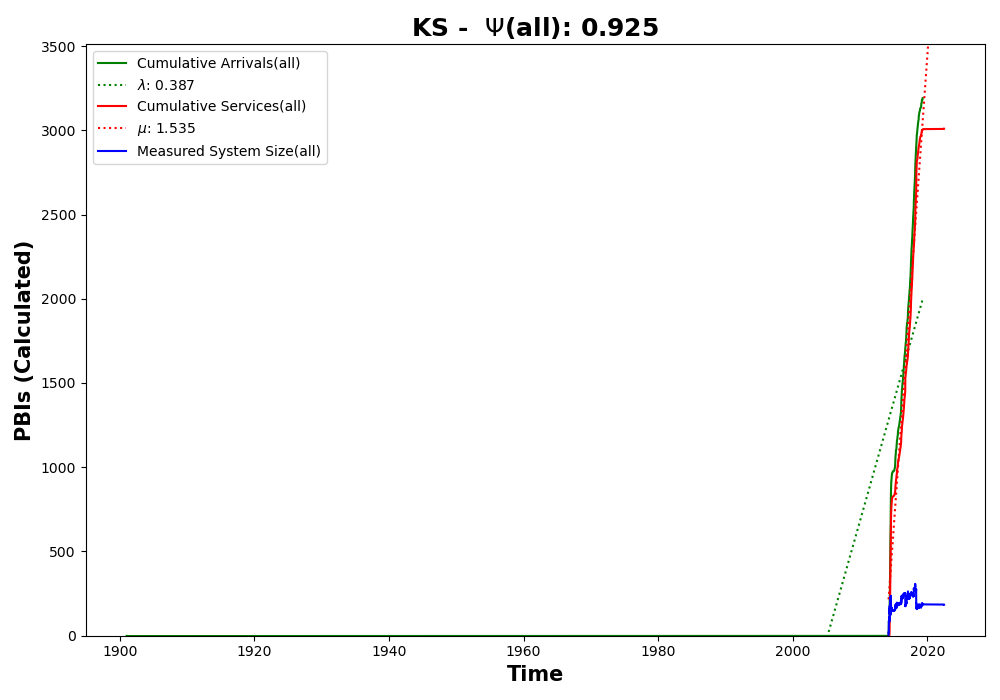 KS - Ψ(all): 0.925
Cumulative Arrivals(all)
λ: 0.387
Cumulative Services(all)
μ: 1.535
Measured System Size(all)
PBIs (Calculated)
3500
3000
2500
2000
1500
1000
500
0
1900 1920 1940 1960 1980 2000 2020
Time